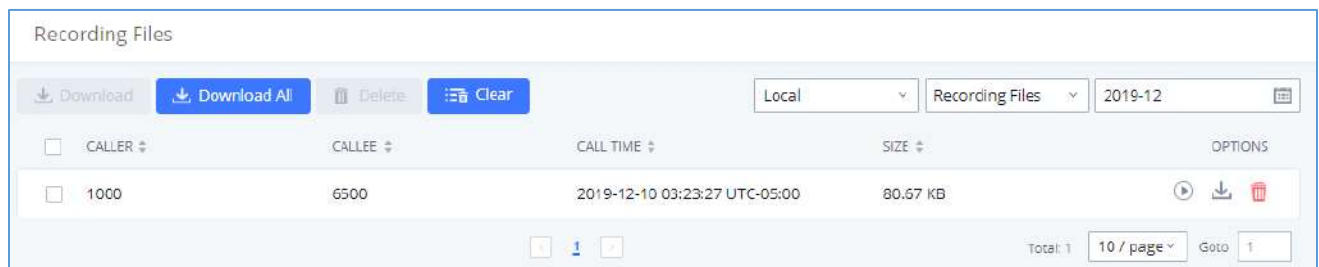 Recording Files
Download Download All Delete Clear Local Recording Files 2019-12
CALLER CALLEE CALL TIME SIZE OPTIONS
1000 6500 2019-12-10 03:23:27 UTC-05:00 80.67 KB
1 Total: 1 10 / page Goto 1